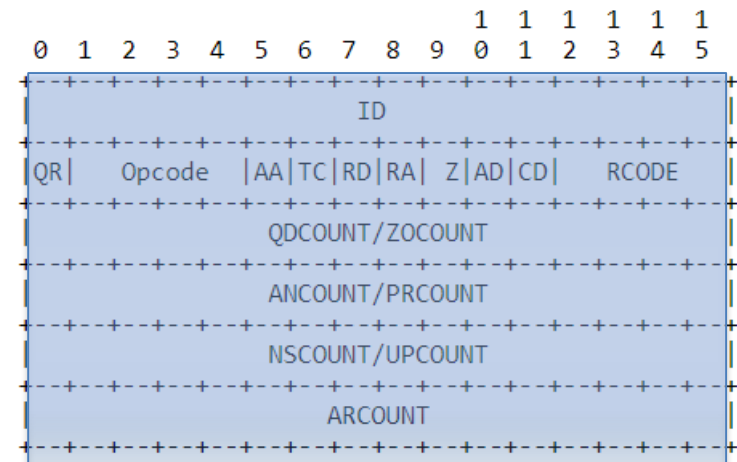 1  1  1  1  1  1
  0  1  2  3  4  5  6  7  8  9  0  1  2  3  4  5
+--+--+--+--+--+--+--+--+--+--+--+--+--+--+--+--+
|                      ID                       |
+--+--+--+--+--+--+--+--+--+--+--+--+--+--+--+--+
|QR|   Opcode  |AA|TC|RD|RA| Z|AD|CD|   RCODE   |
+--+--+--+--+--+--+--+--+--+--+--+--+--+--+--+--+
|                QDCOUNT/ZOCOUNT                |
+--+--+--+--+--+--+--+--+--+--+--+--+--+--+--+--+
|                ANCOUNT/PRCOUNT                |
+--+--+--+--+--+--+--+--+--+--+--+--+--+--+--+--+
|                NSCOUNT/UPCOUNT                |
+--+--+--+--+--+--+--+--+--+--+--+--+--+--+--+--+
|                    ARCOUNT                    |
+--+--+--+--+--+--+--+--+--+--+--+--+--+--+--+--+